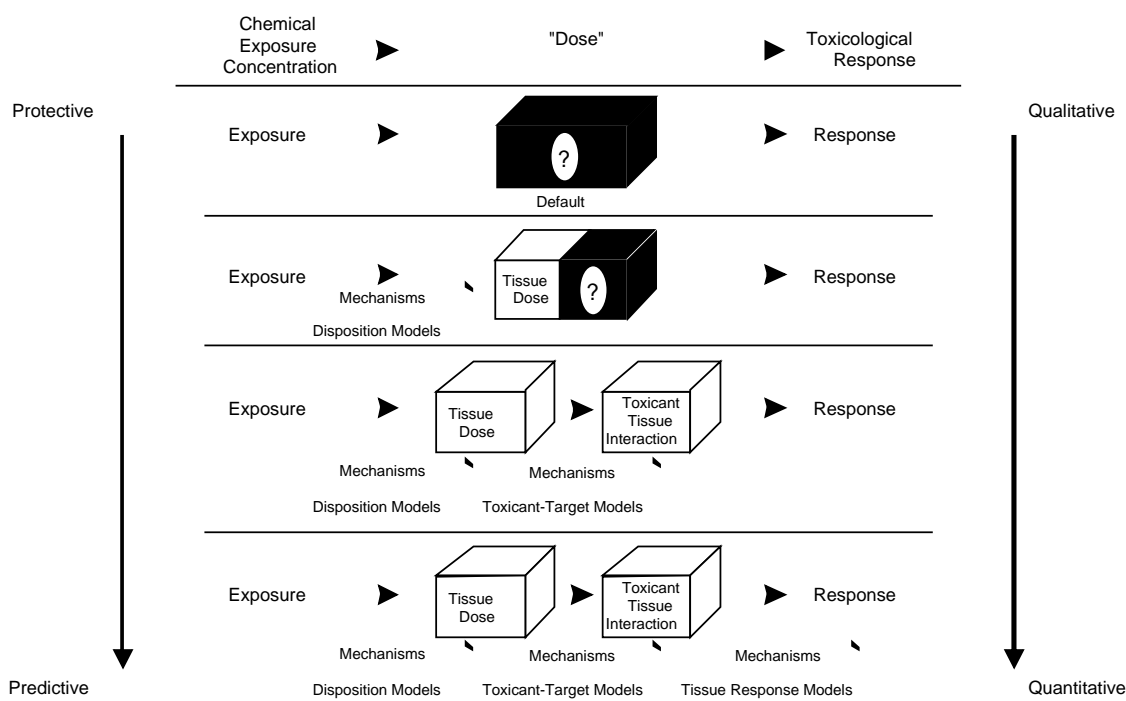 Chemical
Exposure
Concentration
"Dose"
Toxicological
Response
Protective
Qualitative
Exposure
?
Response
Default
Exposure
Tissue
Dose
?
Response
Mechanisms
Disposition Models
Exposure
Tissue
Dose
Toxicant
Tissue
Interaction
Response
Mechanisms
Mechanisms
Disposition Models
Toxicant-Target Models
Exposure
Tissue
Dose
Toxicant
Tissue
Interaction
Response
Mechanisms
Mechanisms
Mechanisms
Predictive
Disposition Models
Toxicant-Target Models
Tissue Response Models
Quantitative